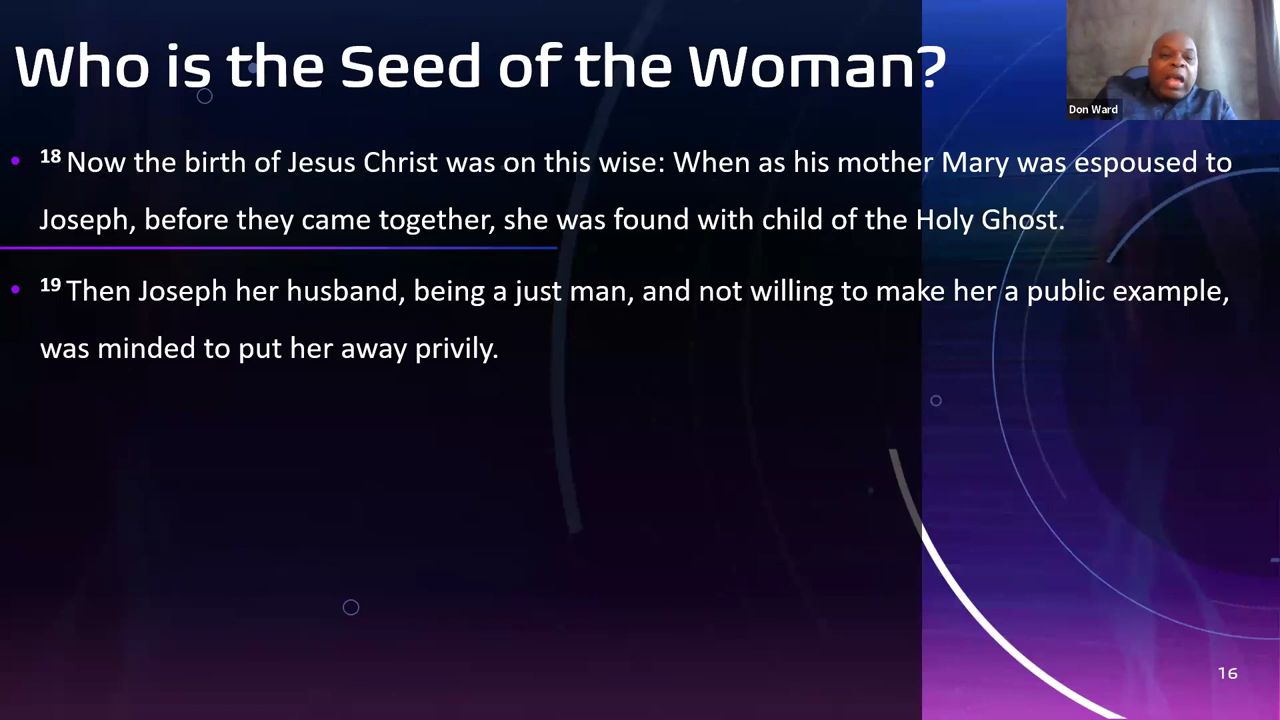 Who is the Seed of the Woman?
Don Ward
• 18 Now the birth of Jesus Christ was on this wise: When as his mother Mary was espoused to
Joseph, before they came together, she was found with child of the Holy Ghost.
• 19 Then Joseph her husband, being a just man, and not willing to make her a public example,
was minded to put her away privily.
16